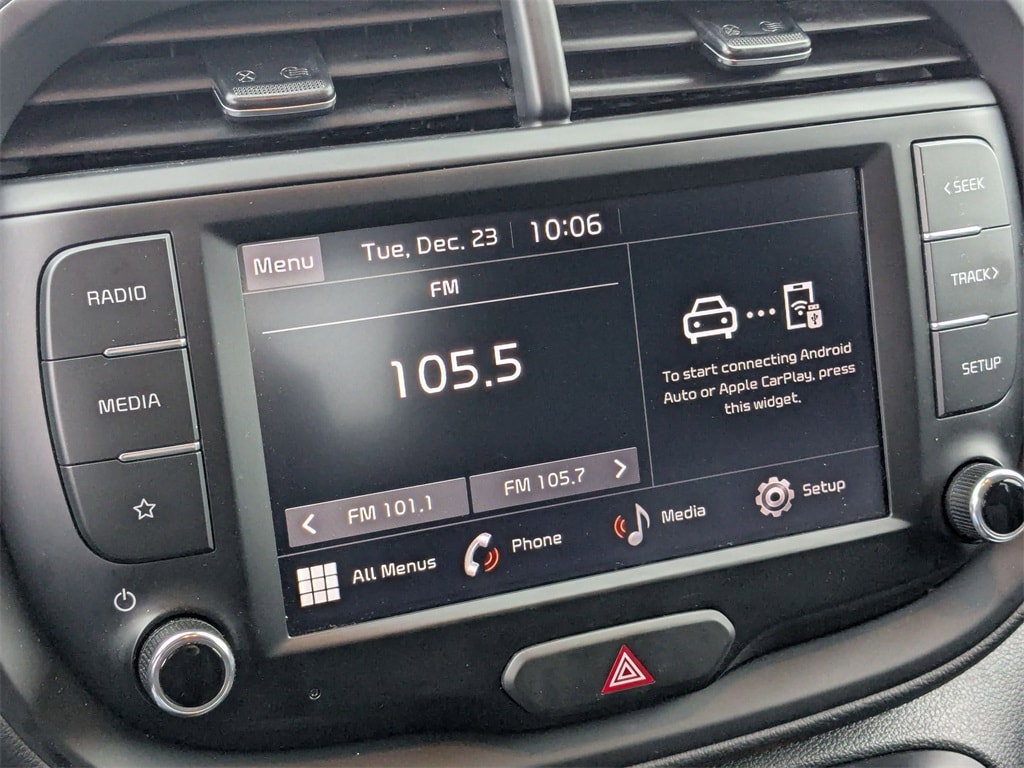 Menu
Tue, Dec. 23
10:06
FM
105.5
To start connecting Android
Auto or Apple CarPlay, press
this widget.
< FM 101.1
FM 105.7 >
All Menus
Phone
Media
Setup
RADIO
MEDIA
< SEEK
TRACK >
SETUP